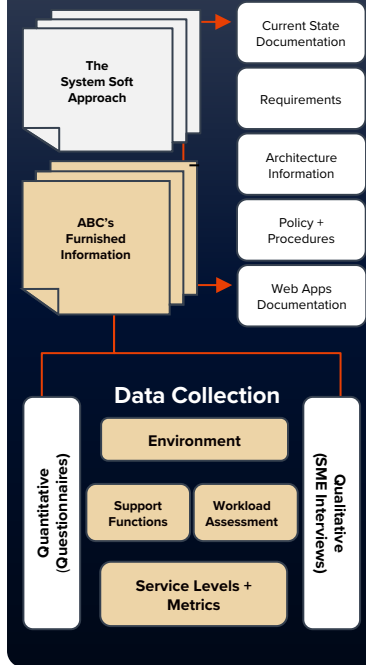 The
System Soft
Approach
Current State
Documentation
Requirements
Architecture
Information
ABC's
Furnished
Information
Policy +
Procedures
Web Apps
Documentation
Data Collection
Quantitative
(Questionnaires)
Environment
Support
Functions
Workload
Assessment
Service Levels +
Metrics
Qualitative
(SME Interviews)